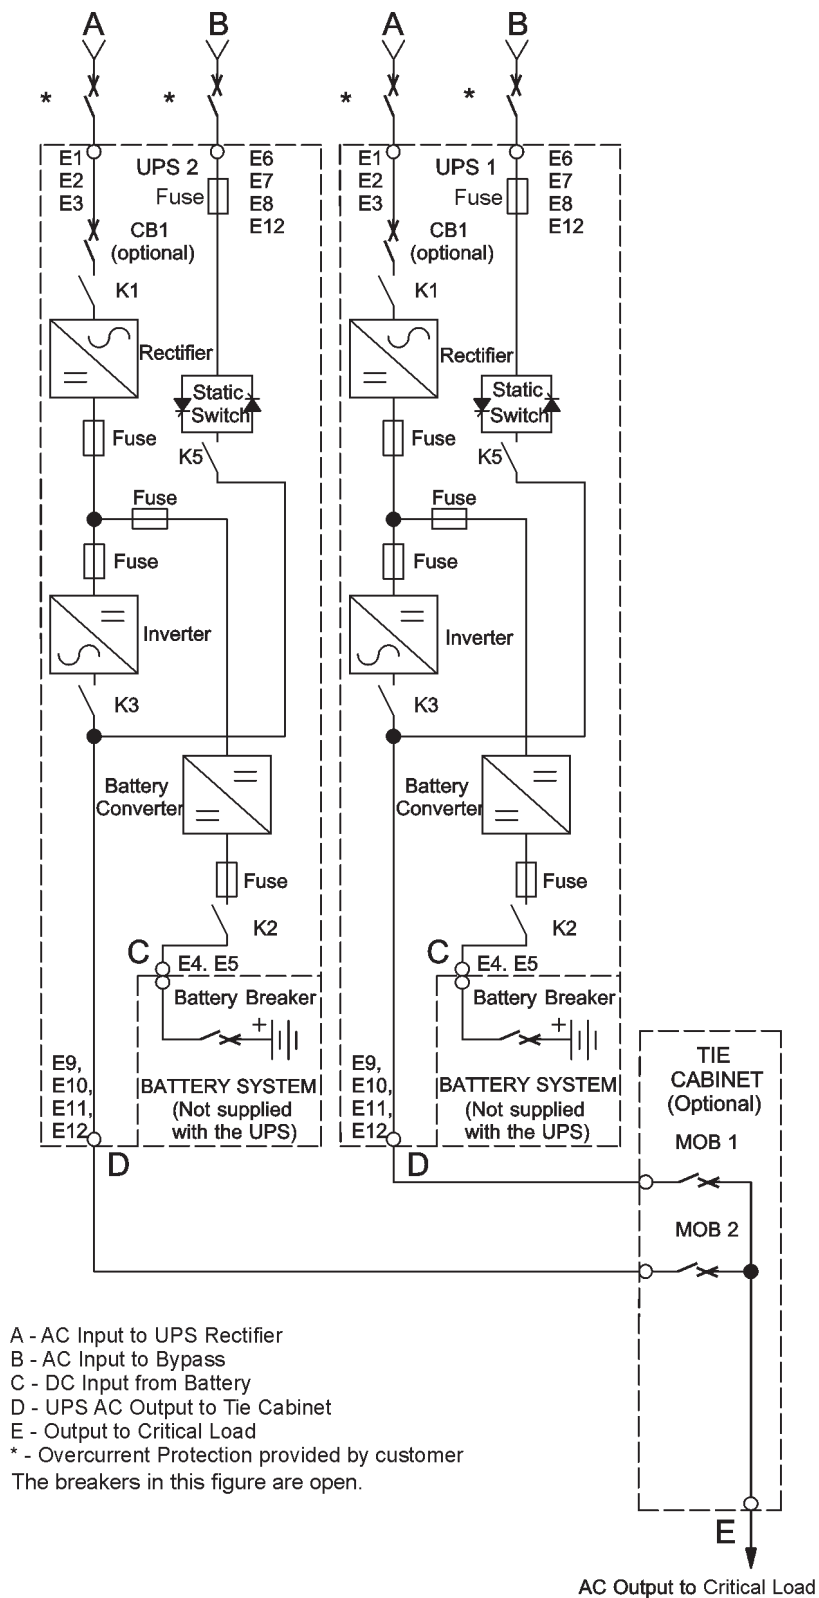 A
B
A
B
*
*
*
*
E1
E2
E3
UPS 2
Fuse
E6
E7
E8
E12
CB1
(optional)
K1
Rectifier
Static
Switch
Fuse
K5
Fuse
Fuse
Inverter
K3
Battery
Converter
Fuse
K2
C
E4. E5
Battery Breaker
+
E9,
E10,
E11,
E12
BATTERY SYSTEM
(Not supplied
with the UPS)
D
E1
E2
E3
UPS 1
Fuse
E6
E7
E8
E12
CB1
(optional)
K1
Rectifier
Static
Switch
Fuse
K5
Fuse
Fuse
Inverter
K3
Battery
Converter
Fuse
K2
C
E4. E5
Battery Breaker
+
E9,
E10,
E11,
E12
BATTERY SYSTEM
(Not supplied
with the UPS)
D
TIE
CABINET
(Optional)
MOB 1
MOB 2
E
AC Output to Critical Load
A - AC Input to UPS Rectifier
B - AC Input to Bypass
C - DC Input from Battery
D - UPS AC Output to Tie Cabinet
E - Output to Critical Load
* - Overcurrent Protection provided by customer
The breakers in this figure are open.